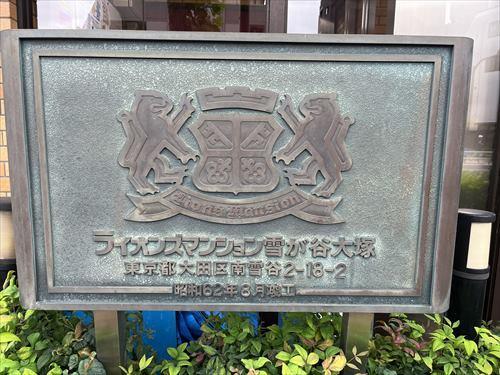 Lions Mansion
ライオンズマンション雪が谷大塚
東京都大田区南雪谷2-18-2
昭和62年8月竣工